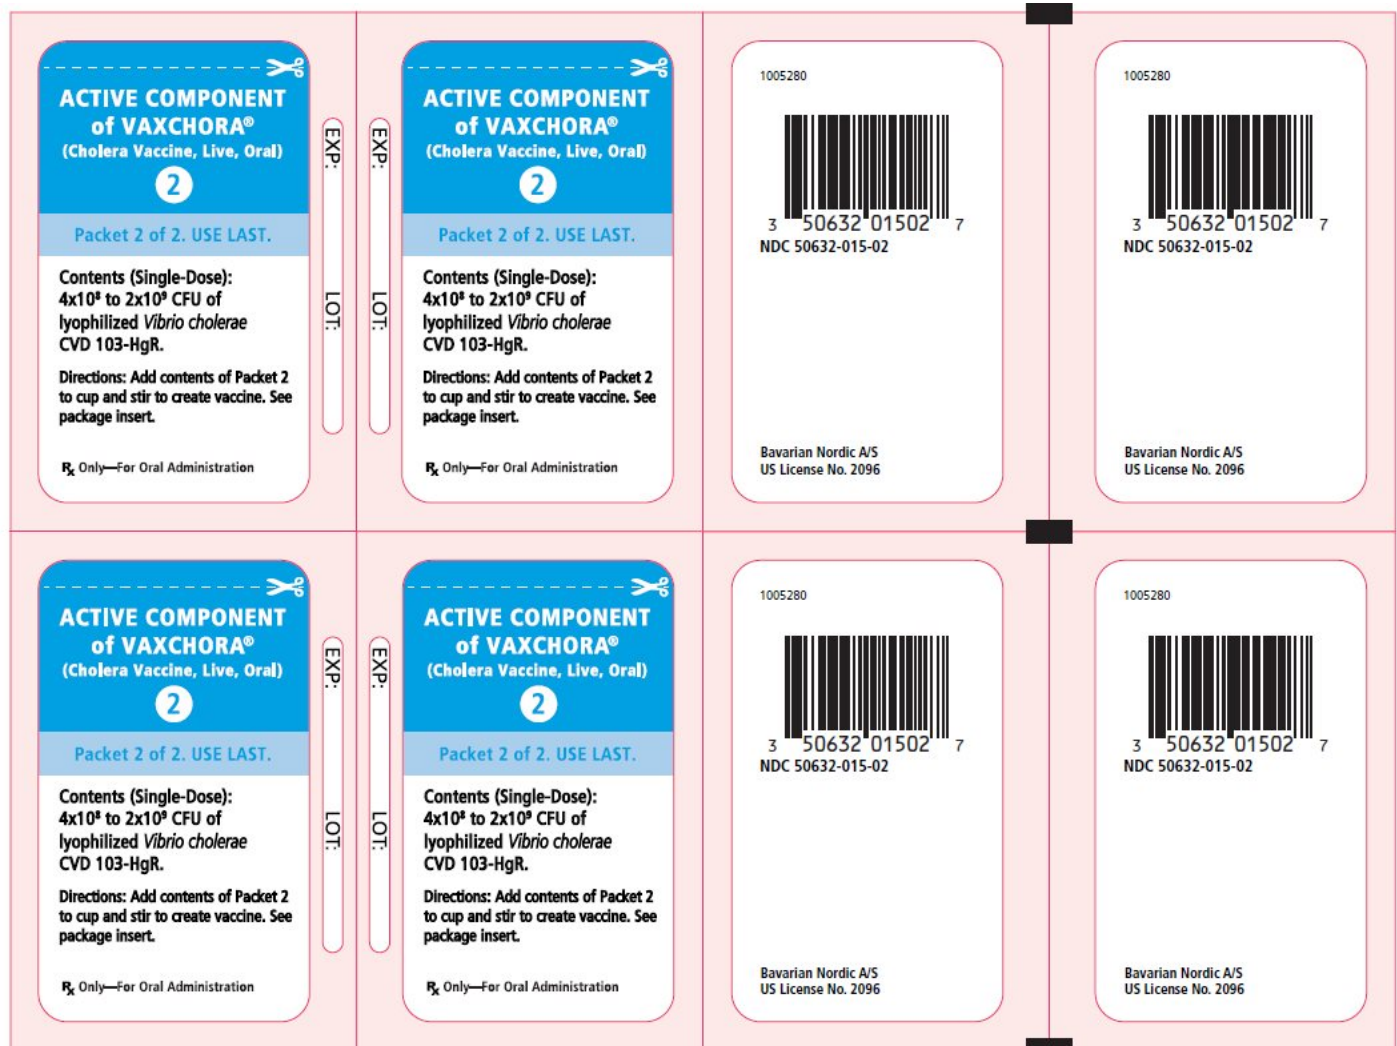 ACTIVE COMPONENT
of VAXCHORA®
(Cholera Vaccine, Live, Oral)
2
Packet 2 of 2. USE LAST.
Contents (Single-Dose):
4x10⁸ to 2x10⁹ CFU of
lyophilized Vibrio cholerae
CVD 103-HgR.
Directions: Add contents of Packet 2
to cup and stir to create vaccine. See
package insert.
℞ Only—For Oral Administration
EXP:
LOT:
EXP:
LOT:
ACTIVE COMPONENT
of VAXCHORA®
(Cholera Vaccine, Live, Oral)
2
Packet 2 of 2. USE LAST.
Contents (Single-Dose):
4x10⁸ to 2x10⁹ CFU of
lyophilized Vibrio cholerae
CVD 103-HgR.
Directions: Add contents of Packet 2
to cup and stir to create vaccine. See
package insert.
℞ Only—For Oral Administration
1005280
3 50632 01502 7
NDC 50632-015-02
Bavarian Nordic A/S
US License No. 2096
1005280
3 50632 01502 7
NDC 50632-015-02
Bavarian Nordic A/S
US License No. 2096
ACTIVE COMPONENT
of VAXCHORA®
(Cholera Vaccine, Live, Oral)
2
Packet 2 of 2. USE LAST.
Contents (Single-Dose):
4x10⁸ to 2x10⁹ CFU of
lyophilized Vibrio cholerae
CVD 103-HgR.
Directions: Add contents of Packet 2
to cup and stir to create vaccine. See
package insert.
℞ Only—For Oral Administration
EXP:
LOT:
EXP:
LOT:
ACTIVE COMPONENT
of VAXCHORA®
(Cholera Vaccine, Live, Oral)
2
Packet 2 of 2. USE LAST.
Contents (Single-Dose):
4x10⁸ to 2x10⁹ CFU of
lyophilized Vibrio cholerae
CVD 103-HgR.
Directions: Add contents of Packet 2
to cup and stir to create vaccine. See
package insert.
℞ Only—For Oral Administration
1005280
3 50632 01502 7
NDC 50632-015-02
Bavarian Nordic A/S
US License No. 2096
1005280
3 50632 01502 7
NDC 50632-015-02
Bavarian Nordic A/S
US License No. 2096